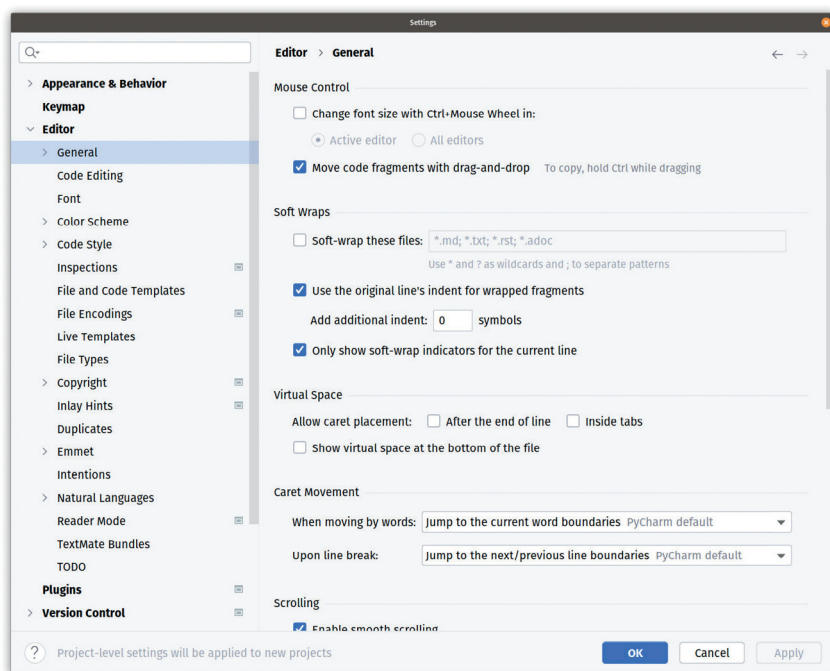 Settings
Appearance & Behavior
Keymap
Editor
General
Code Editing
Font
Color Scheme
Code Style
Inspections
File and Code Templates
File Encodings
Live Templates
File Types
Copyright
Inlay Hints
Duplicates
Emmet
Intentions
Natural Languages
Reader Mode
TextMate Bundles
TODO
Plugins
Version Control
Editor > General
Mouse Control
Change font size with Ctrl+Mouse Wheel in:
Active editor All editors
Move code fragments with drag-and-drop To copy, hold Ctrl while dragging
Soft Wraps
Soft-wrap these files: *.md; *.txt; *.rst; *.adoc
Use * and ? as wildcards and ; to separate patterns
Use the original line's indent for wrapped fragments
Add additional indent: 0 symbols
Only show soft-wrap indicators for the current line
Virtual Space
Allow caret placement: After the end of line Inside tabs
Show virtual space at the bottom of the file
Caret Movement
When moving by words: Jump to the current word boundaries PyCharm default
Upon line break: Jump to the next/previous line boundaries PyCharm default
Scrolling
Enable smooth scrolling
? Project-level settings will be applied to new projects
OK Cancel Apply